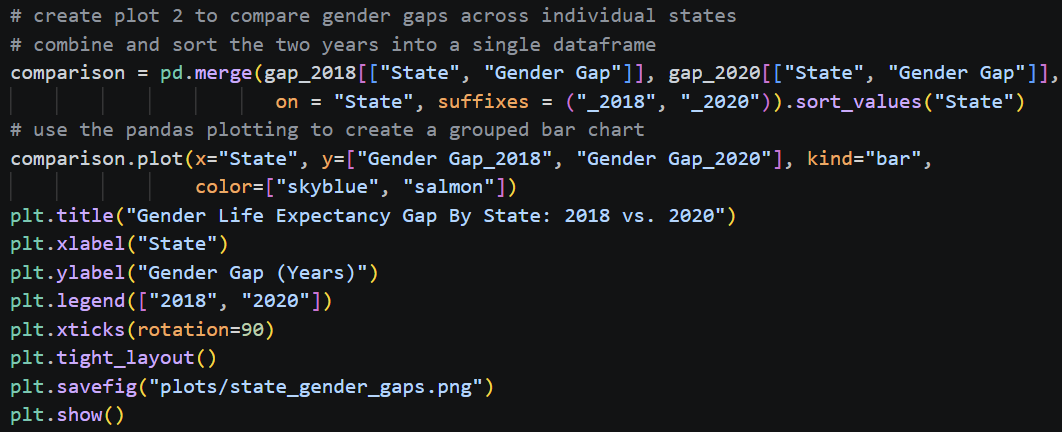 # create plot 2 to compare gender gaps across individual states
# combine and sort the two years into a single dataframe
comparison = pd.merge(gap_2018[["State", "Gender Gap"]], gap_2020[["State", "Gender Gap"]],
                      on = "State", suffixes = ("_2018", "_2020")).sort_values("State")
# use the pandas plotting to create a grouped bar chart
comparison.plot(x="State", y=["Gender Gap_2018", "Gender Gap_2020"], kind="bar",
                color=["skyblue", "salmon"])
plt.title("Gender Life Expectancy Gap By State: 2018 vs. 2020")
plt.xlabel("State")
plt.ylabel("Gender Gap (Years)")
plt.legend(["2018", "2020"])
plt.xticks(rotation=90)
plt.tight_layout()
plt.savefig("plots/state_gender_gaps.png")
plt.show()